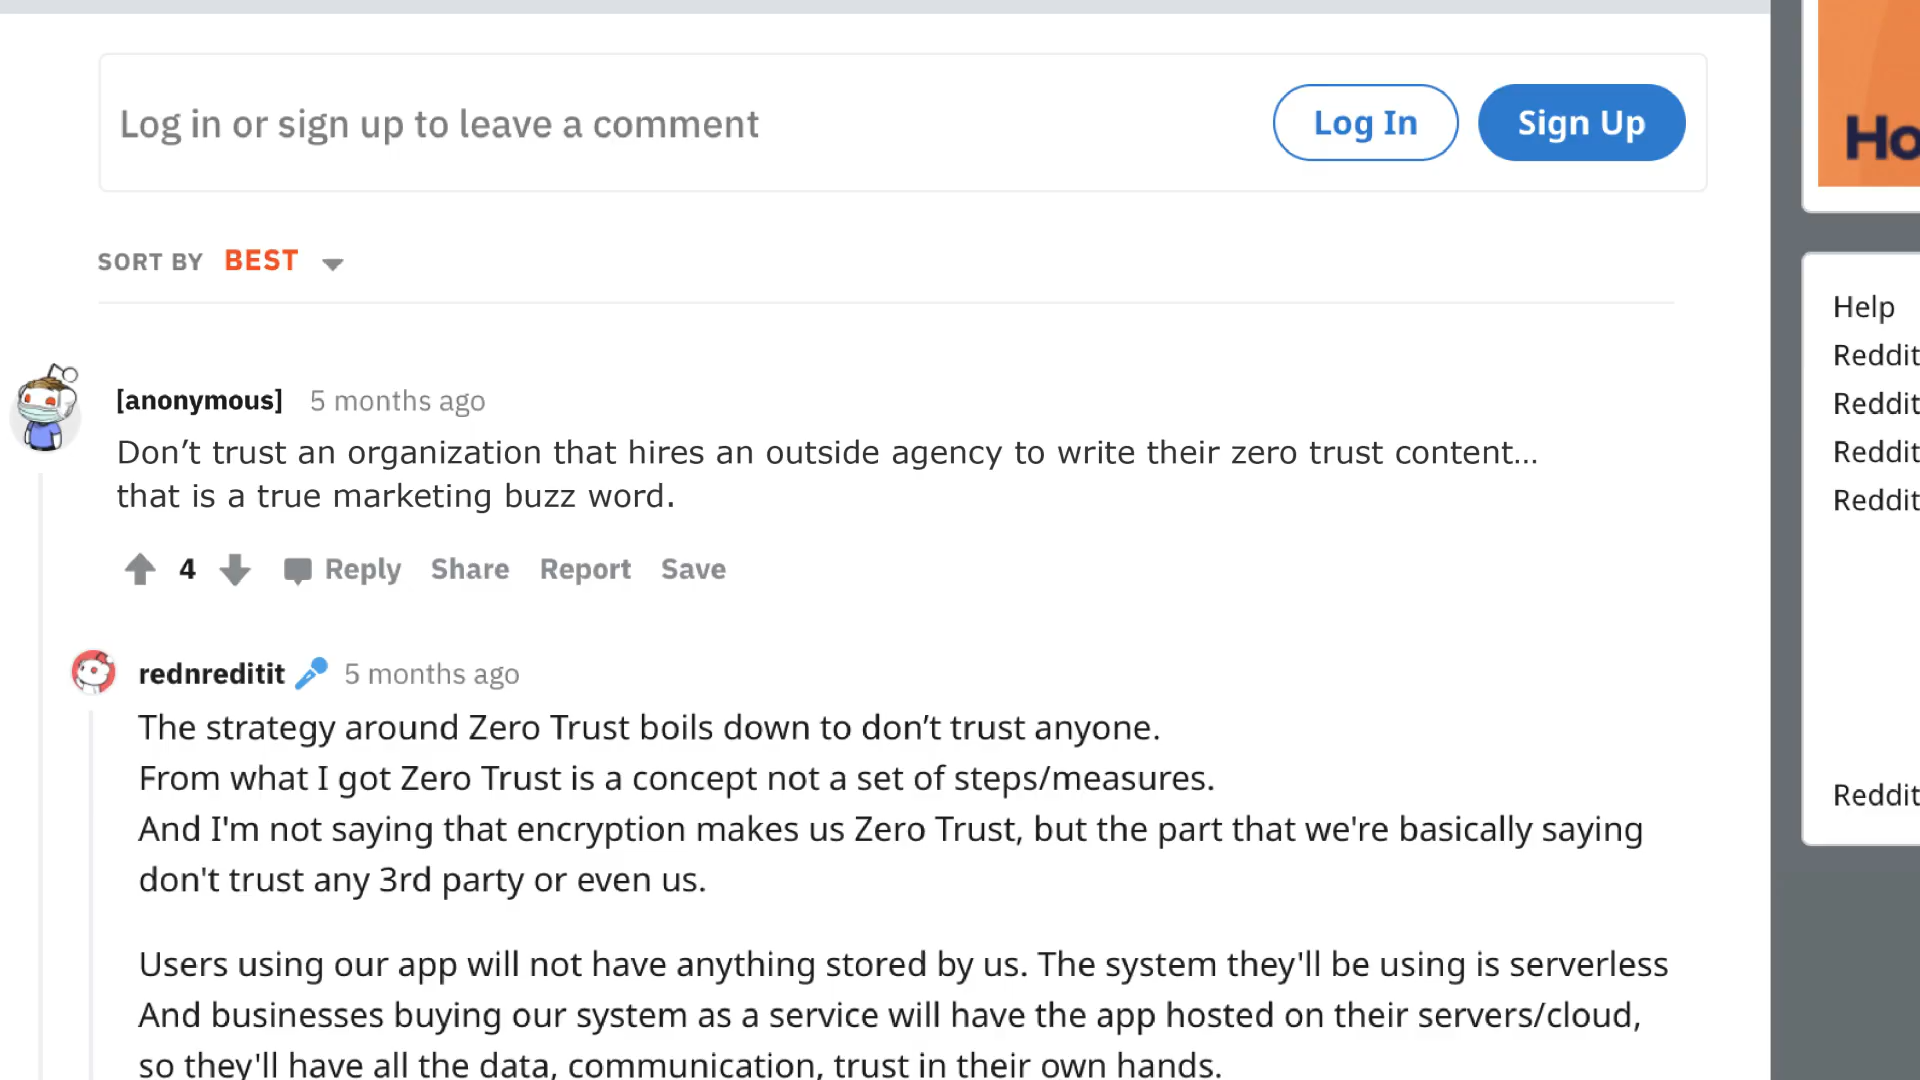 Log in or sign up to leave a comment
Log In
Sign Up
SORT BY BEST
[anonymous] 5 months ago
Don’t trust an organization that hires an outside agency to write their zero trust content...
that is a true marketing buzz word.
4 Reply Share Report Save
rednreditit 5 months ago
The strategy around Zero Trust boils down to don’t trust anyone.
From what I got Zero Trust is a concept not a set of steps/measures.
And I'm not saying that encryption makes us Zero Trust, but the part that we're basically saying
don't trust any 3rd party or even us.
Users using our app will not have anything stored by us. The system they'll be using is serverless
And businesses buying our system as a service will have the app hosted on their servers/cloud,
so they'll have all the data, communication, trust in their own hands.
Ho
Help
Reddit
Reddit
Reddit
Reddit
Reddit